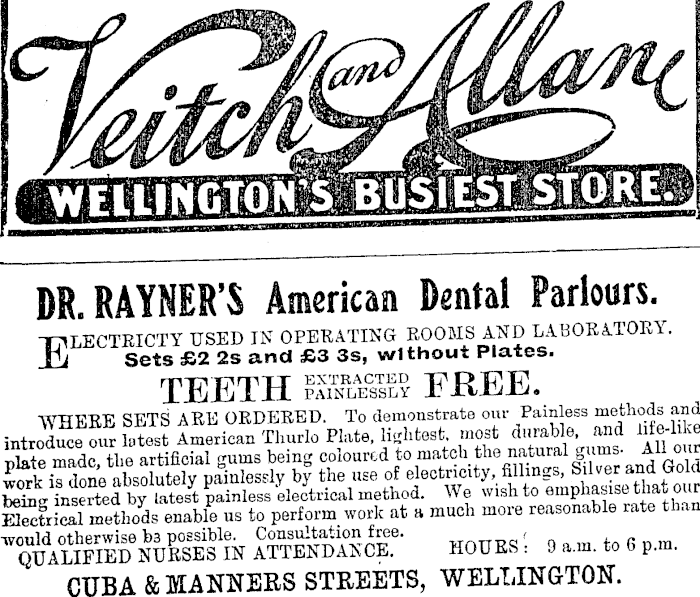 Veitch and Allan
WELLINGTON'S BUSIEST STORE.
DR. RAYNER'S American Dental Parlours.
ELECTRICTY USED IN OPERATING ROOMS AND LABORATORY.
Sets £2 2s and £3 3s, without Plates.
TEETH EXTRACTED PAINLESSLY FREE.
WHERE SETS ARE ORDERED. To demonstrate our Painless methods and
introduce our latest American Thurlo Plate, lightest, most durable, and life-like
plate made, the artificial gums being coloured to match the natural gums. All our
work is done absolutely painlessly by the use of electricity, fillings, Silver and Gold
being inserted by latest painless electrical method. We wish to emphasise that our
Electrical methods enable us to perform work at a much more reasonable rate than
would otherwise be possible. Consultation free.
QUALIFIED NURSES IN ATTENDANCE. HOURS: 9 a.m. to 6 p.m.
CUBA & MANNERS STREETS, WELLINGTON.